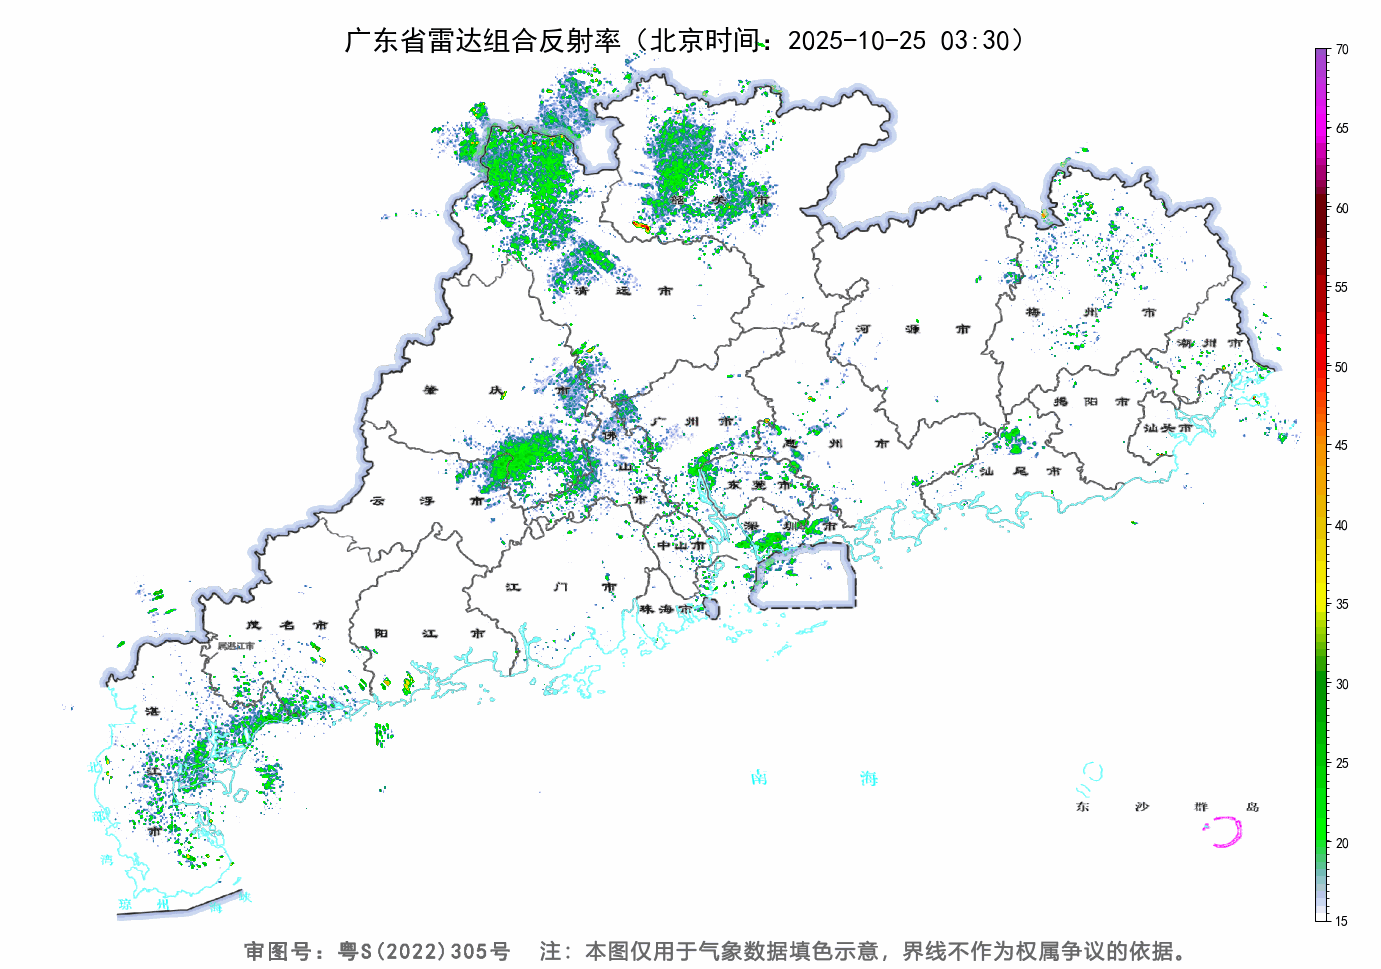 广东省雷达组合反射率（北京时间：2025-10-25 03:30）
70
65
60
55
50
45
40
35
30
25
20
15
韶关市
清远市
梅州市
河源市
潮州市
肇庆市
揭阳市
广州市
汕头市
佛山市
惠州市
汕尾市
东莞市
云浮市
深圳市
中山市
江门市
珠海市
茂名市
阳江市
属湛江市
湛江市
南海
北部湾
东沙群岛
琼州海峡
审图号：粤S(2022)305号 注：本图仅用于气象数据填色示意，界线不作为权属争议的依据。